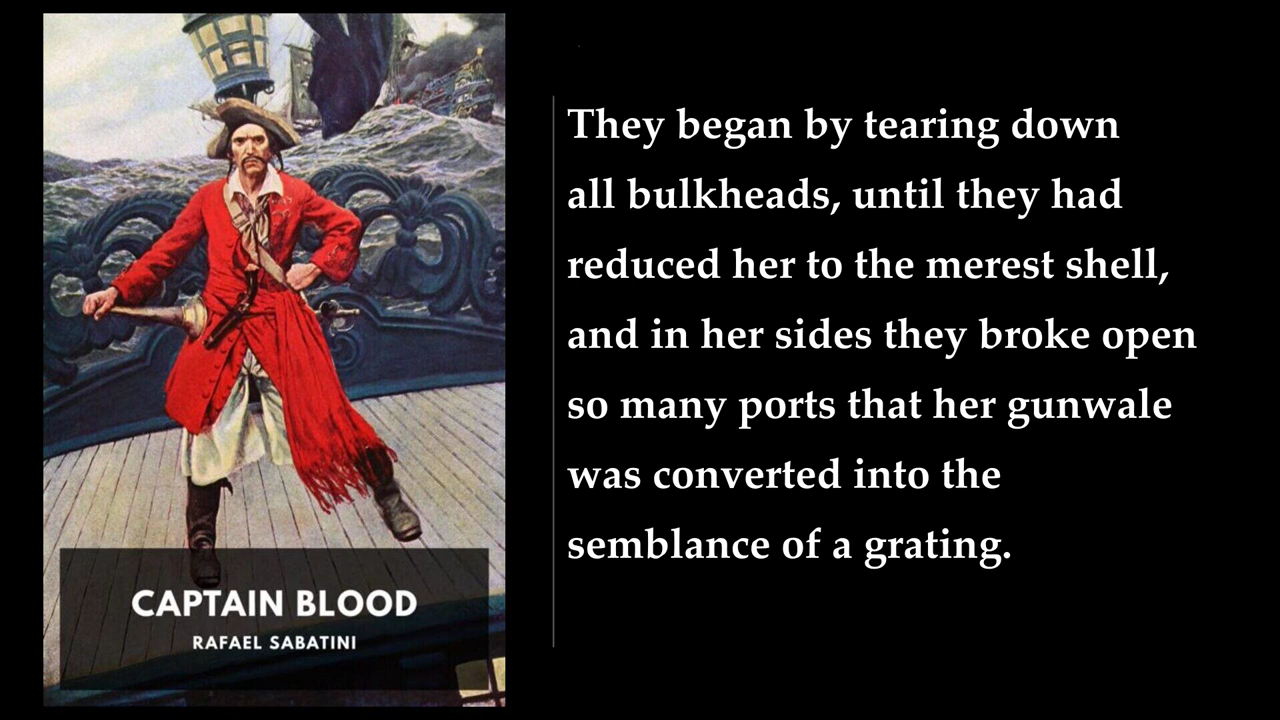 CAPTAIN BLOOD
RAFAEL SABATINI
They began by tearing down
all bulkheads, until they had
reduced her to the merest shell,
and in her sides they broke open
so many ports that her gunwale
was converted into the
semblance of a grating.